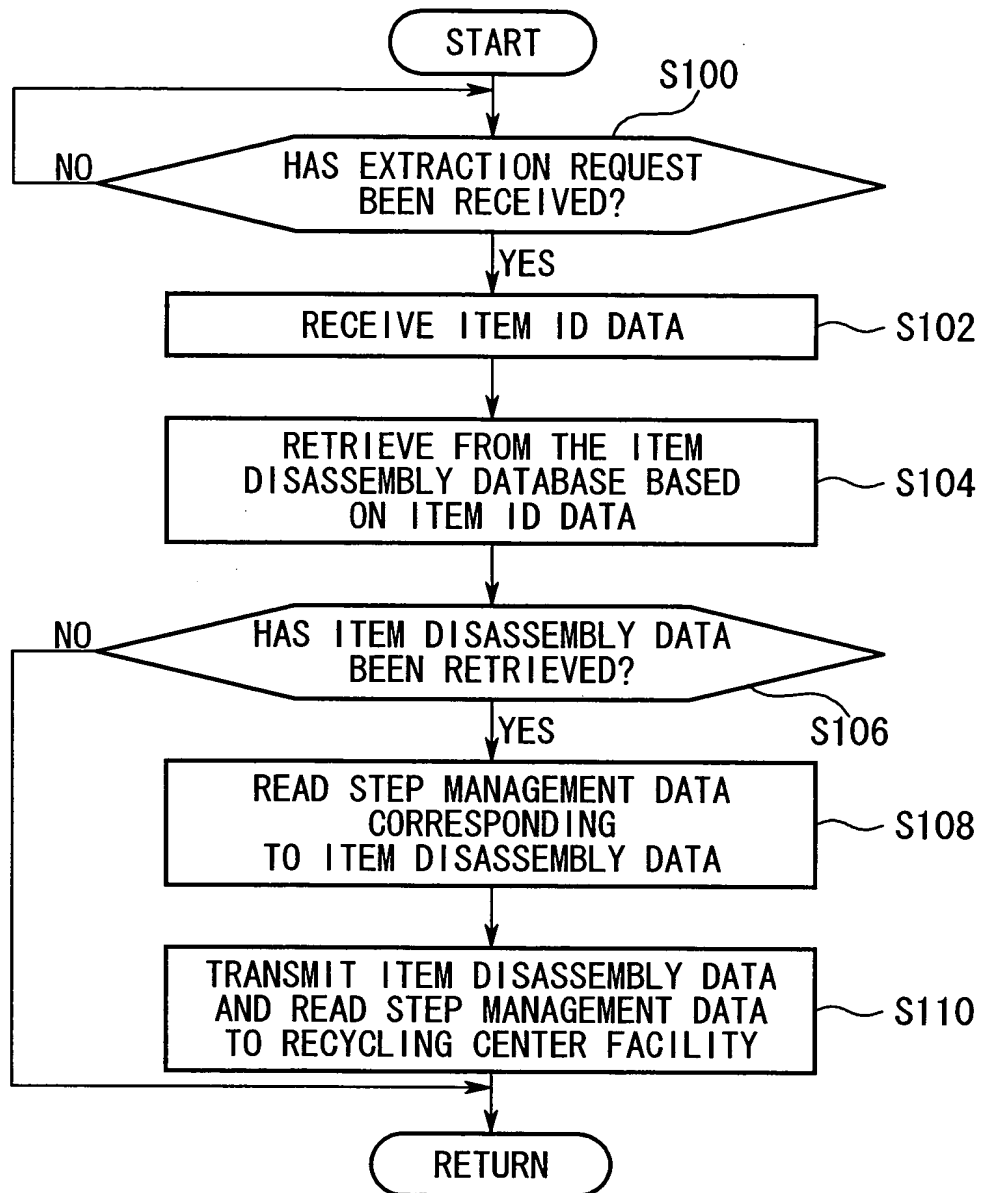 START
S100
NO
HAS EXTRACTION REQUEST
BEEN RECEIVED?
YES
RECEIVE ITEM ID DATA
S102
RETRIEVE FROM THE ITEM
DISASSEMBLY DATABASE BASED
ON ITEM ID DATA
S104
NO
HAS ITEM DISASSEMBLY DATA
BEEN RETRIEVED?
S106
YES
READ STEP MANAGEMENT DATA
CORRESPONDING
TO ITEM DISASSEMBLY DATA
S108
TRANSMIT ITEM DISASSEMBLY DATA
AND READ STEP MANAGEMENT DATA
TO RECYCLING CENTER FACILITY
S110
RETURN